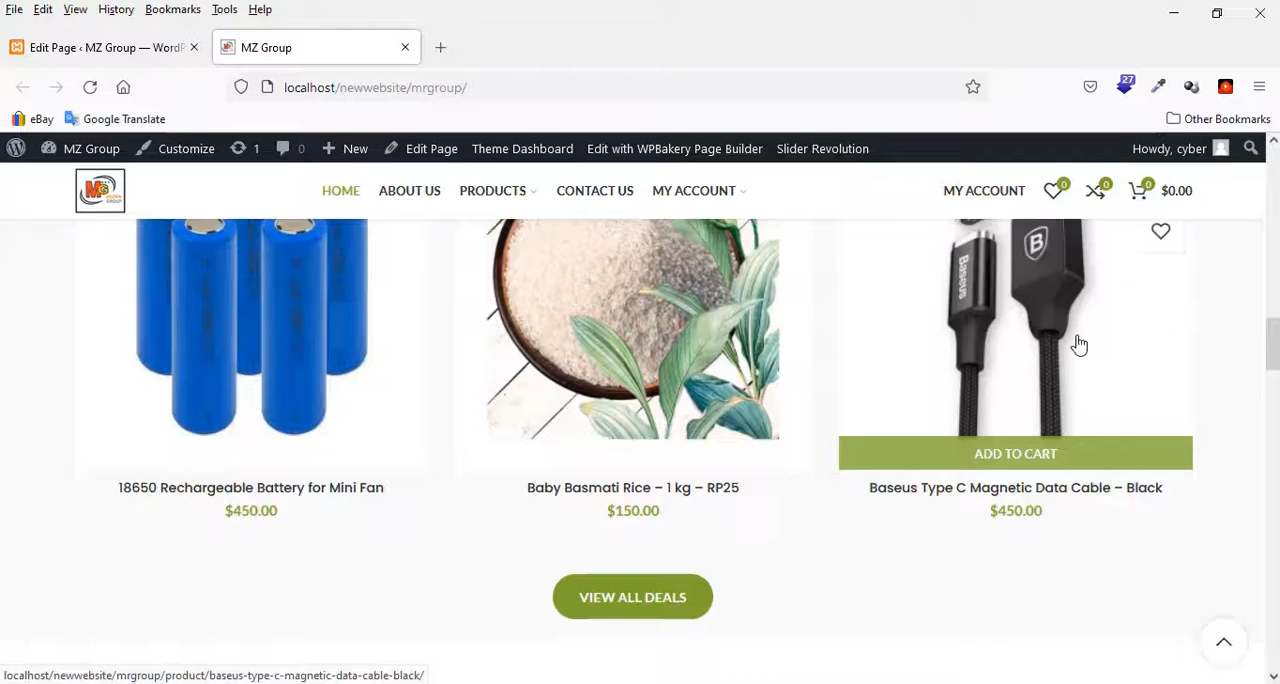 File Edit View History Bookmarks Tools Help
Edit Page ‹ MZ Group — WordP
MZ Group
localhost/newwebsite/mrgroup/
27
eBay Google Translate Other Bookmarks
MZ Group Customize 1 0 New Edit Page Theme Dashboard Edit with WPBakery Page Builder Slider Revolution Howdy, cyber
HOME ABOUT US PRODUCTS CONTACT US MY ACCOUNT MY ACCOUNT 0 0 0 $0.00
Baseus
B
ADD TO CART
18650 Rechargeable Battery for Mini Fan
$450.00
Baby Basmati Rice – 1 kg – RP25
$150.00
Baseus Type C Magnetic Data Cable – Black
$450.00
VIEW ALL DEALS
localhost/newwebsite/mrgroup/product/baseus-type-c-magnetic-data-cable-black/